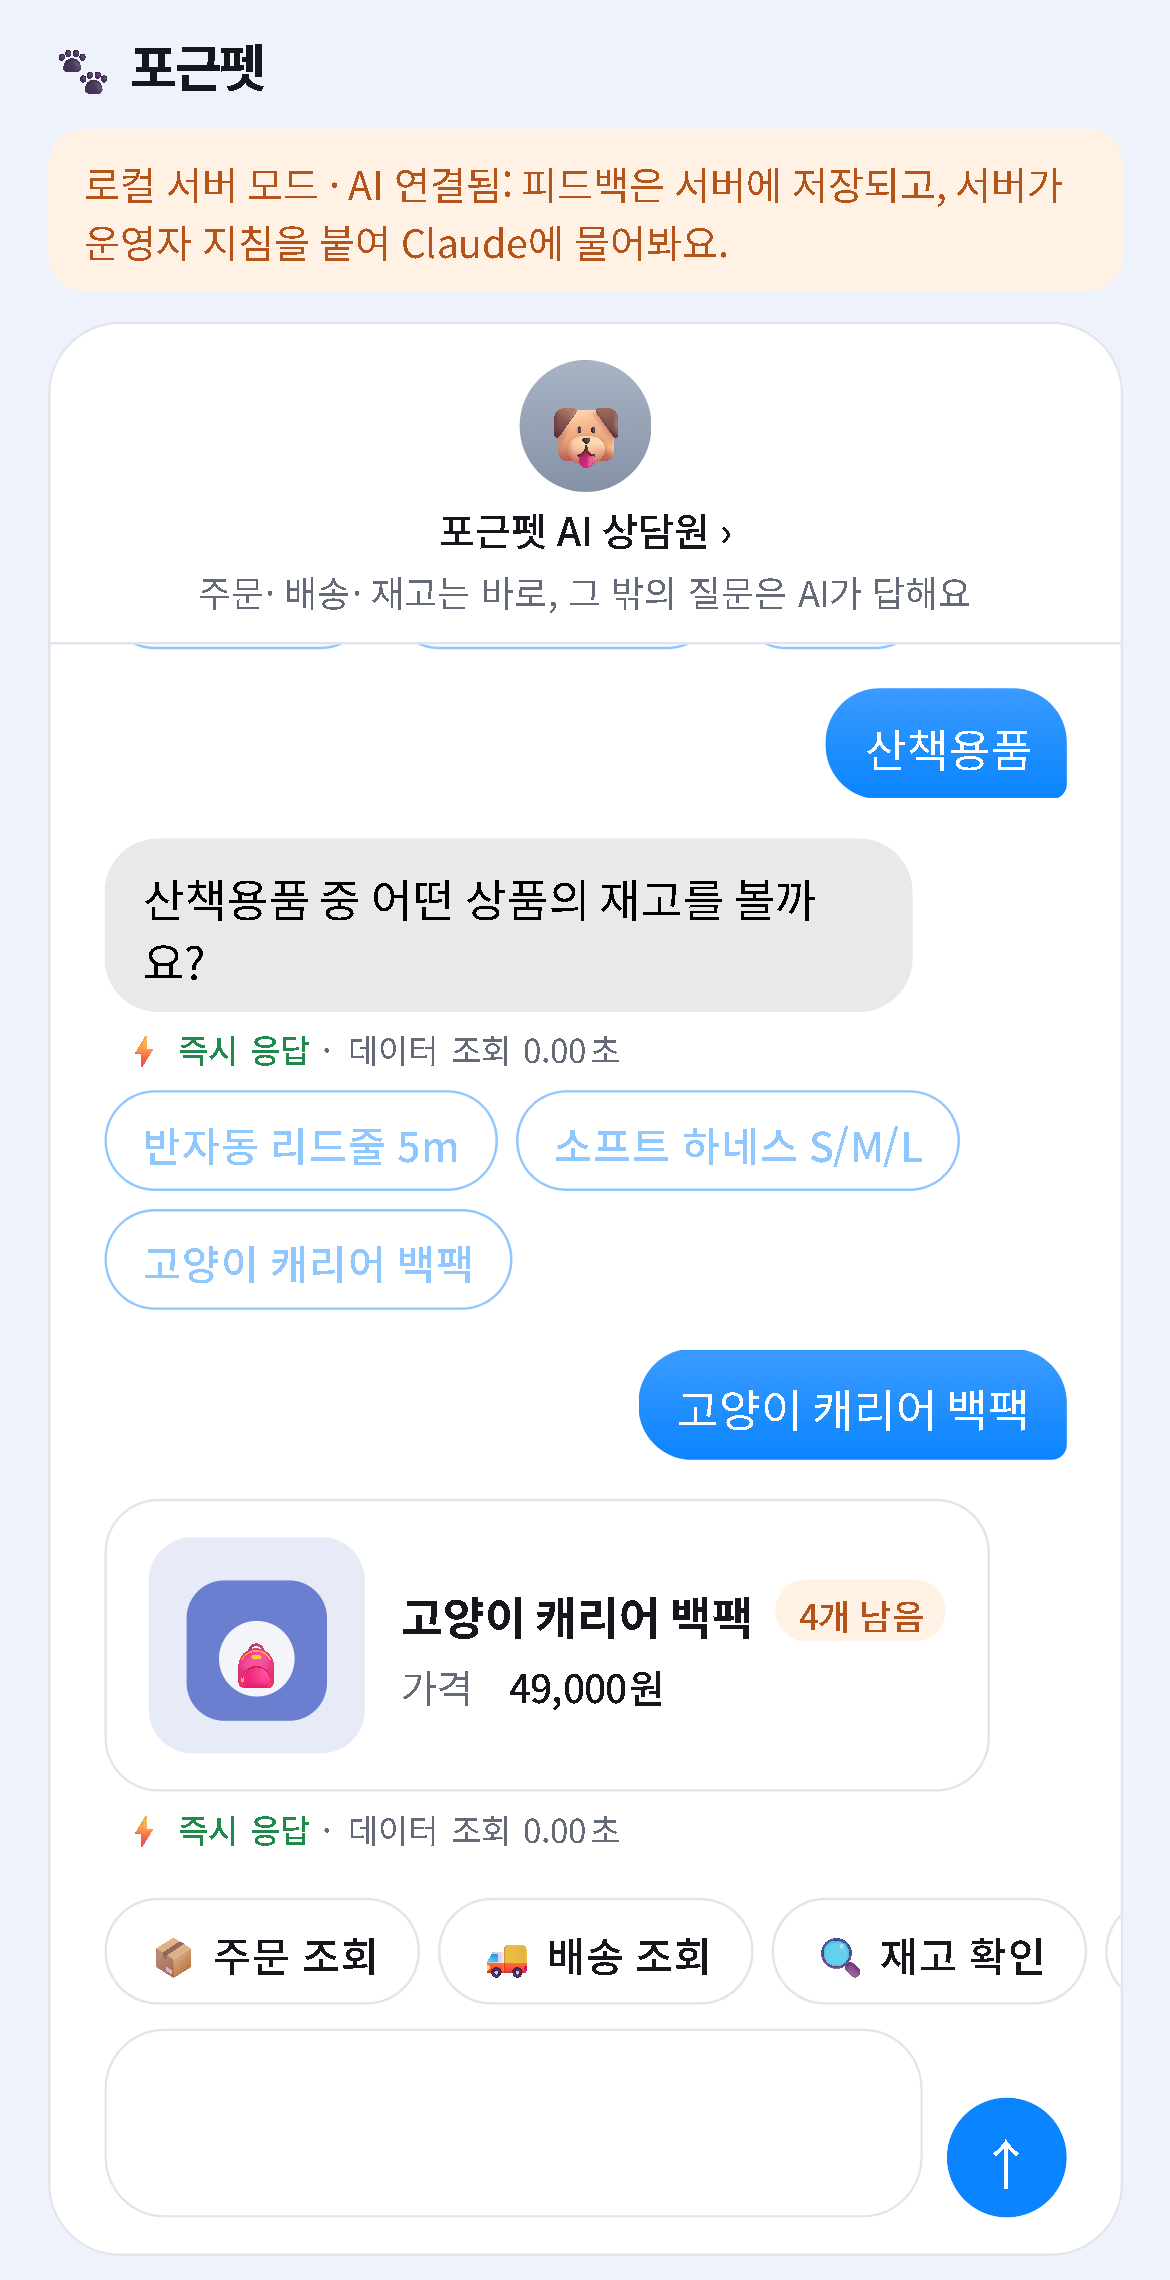 포근펫
로컬 서버 모드 · AI 연결됨: 피드백은 서버에 저장되고, 서버가
운영자 지침을 붙여 Claude에 물어봐요.
포근펫 AI 상담원 ›
주문· 배송· 재고는 바로, 그 밖의 질문은 AI가 답해요
산책용품
산책용품 중 어떤 상품의 재고를 볼까
요?
즉시 응답 · 데이터 조회 0.00초
반자동 리드줄 5m
소프트 하네스 S/M/L
고양이 캐리어 백팩
고양이 캐리어 백팩
고양이 캐리어 백팩 4개 남음
가격 49,000원
즉시 응답 · 데이터 조회 0.00초
주문 조회
배송 조회
재고 확인
↑